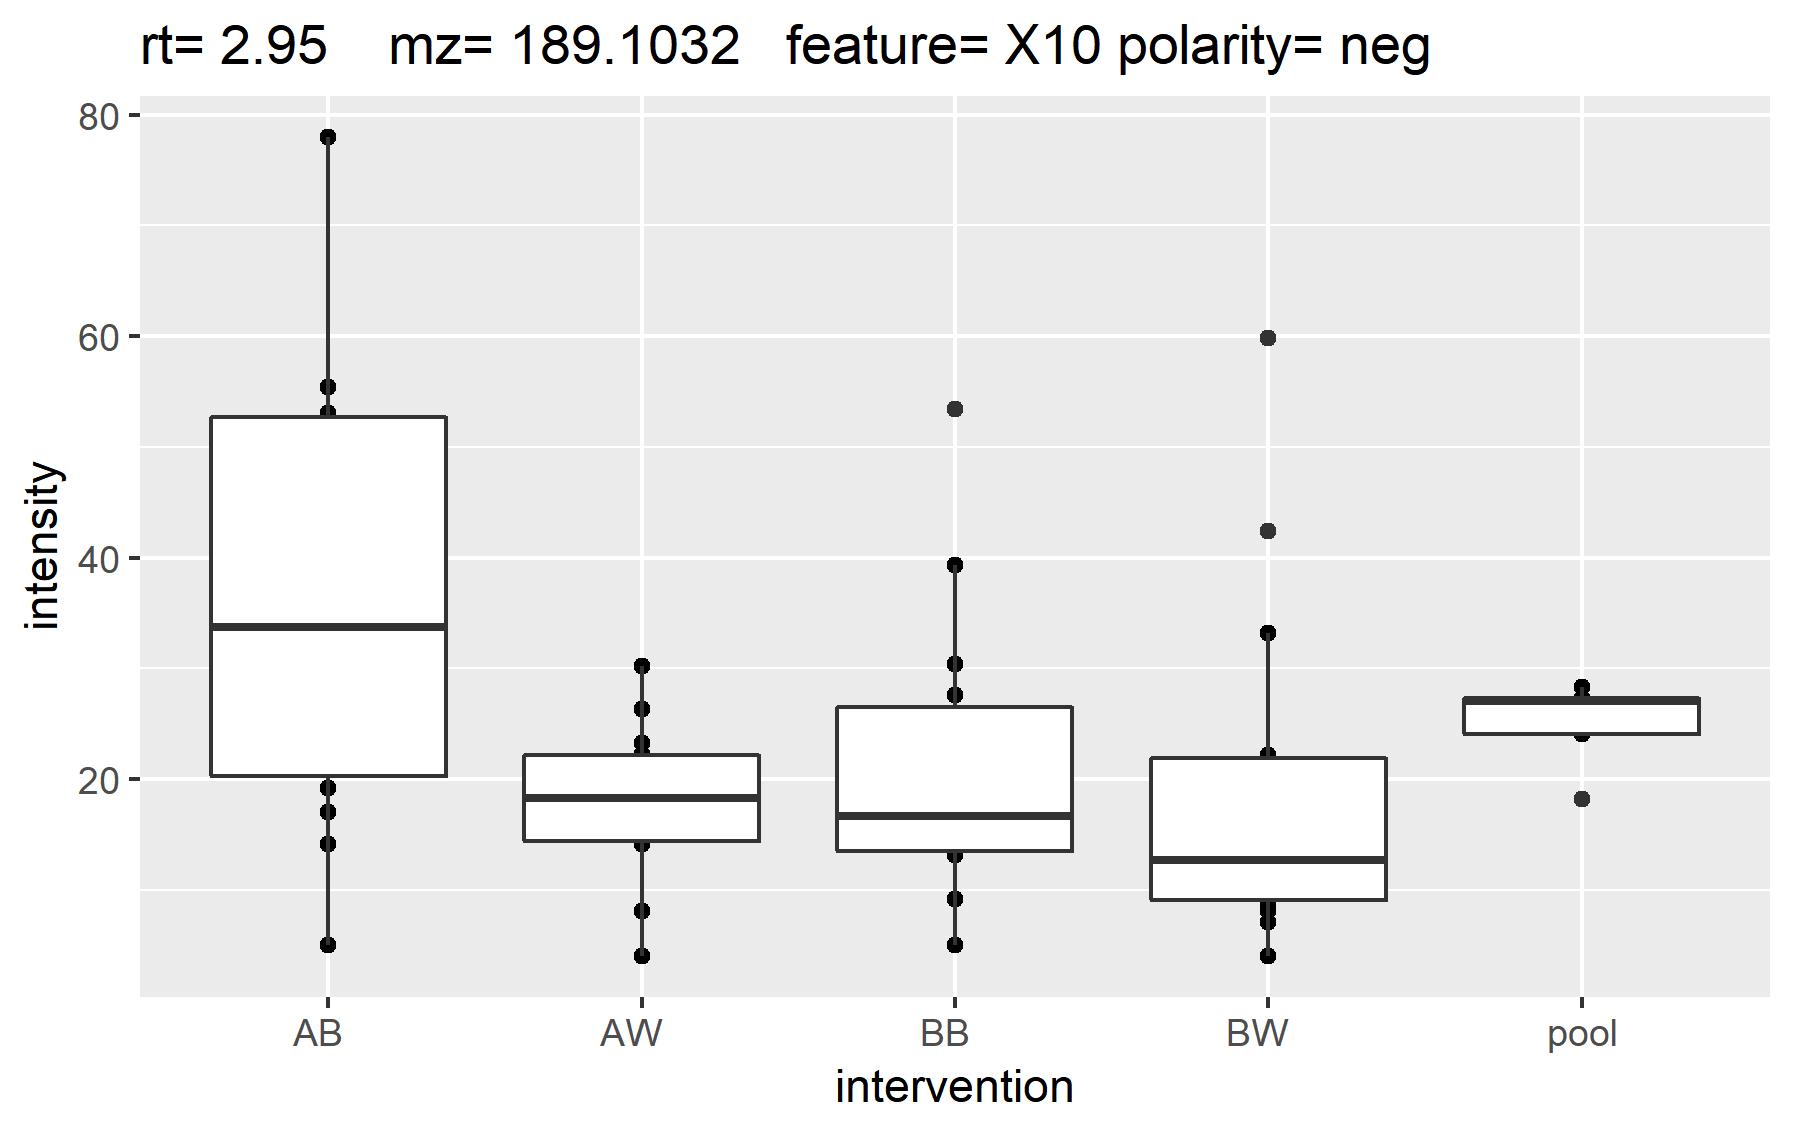 rt= 2.95 mz= 189.1032 feature= X10 polarity= neg
80
60
40
20
intensity
AB AW BB BW pool
intervention